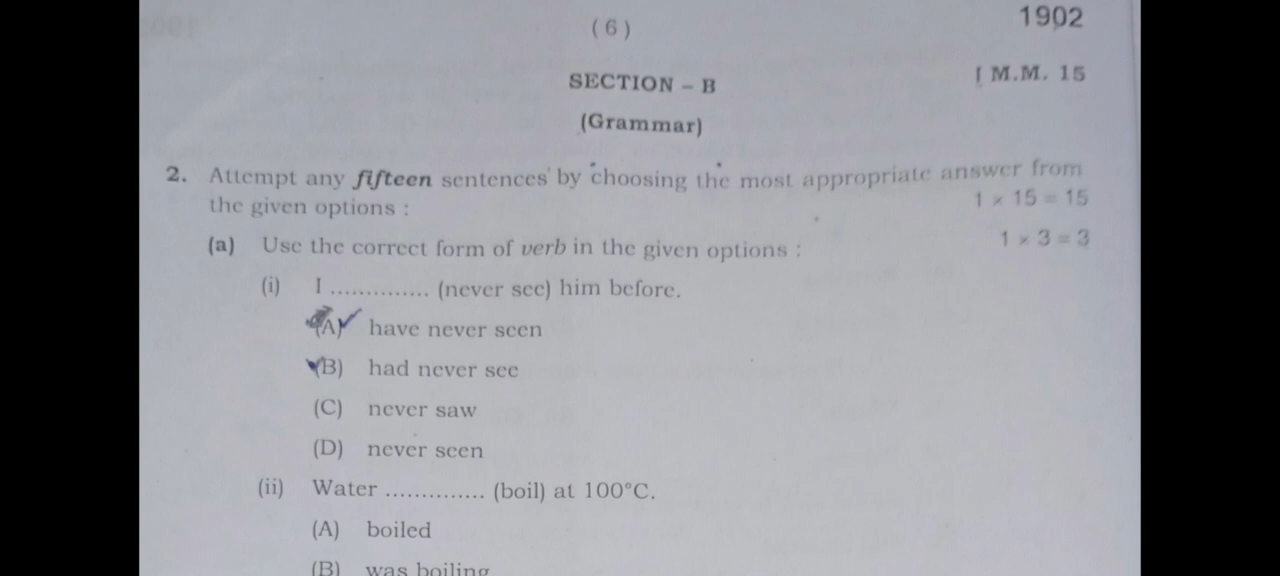 (6)
1902
SECTION – B
[ M.M. 15
(Grammar)
2. Attempt any fifteen sentences by choosing the most appropriate answer from
the given options :
1 × 15 = 15
(a) Use the correct form of verb in the given options :
1 × 3 = 3
(i) I .............. (never see) him before.
(A) have never seen
(B) had never see
(C) never saw
(D) never seen
(ii) Water .............. (boil) at 100°C.
(A) boiled
(B) was boiling